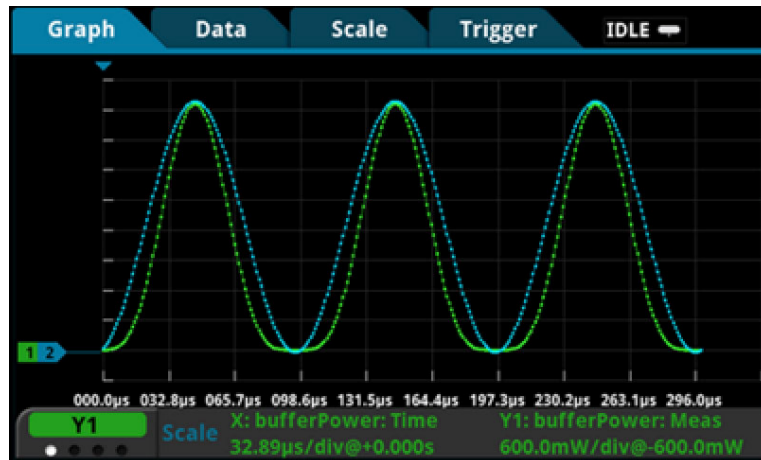 Graph Data Scale Trigger IDLE
1 2
000.0µs 032.8µs 065.7µs 098.6µs 131.5µs 164.4µs 197.3µs 230.2µs 263.1µs 296.0µs
Y1 Scale X: bufferPower: Time Y1: bufferPower: Meas
32.89µs/div@+0.000s 600.0mW/div@-600.0mW